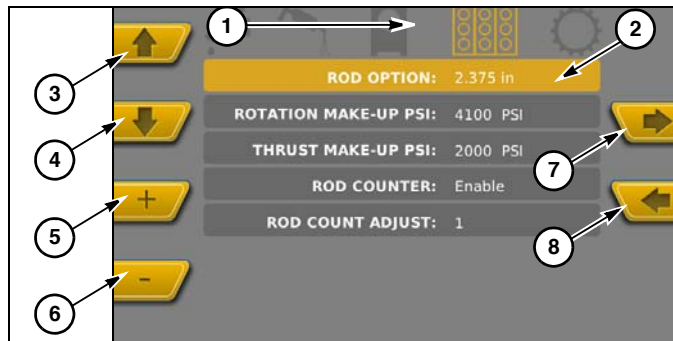 1
2
3
ROD OPTION: 2.375 in
ROTATION MAKE-UP PSI: 4100 PSI
4
THRUST MAKE-UP PSI: 2000 PSI
7
ROD COUNTER: Enable
+
5
ROD COUNT ADJUST: 1
8
-
6